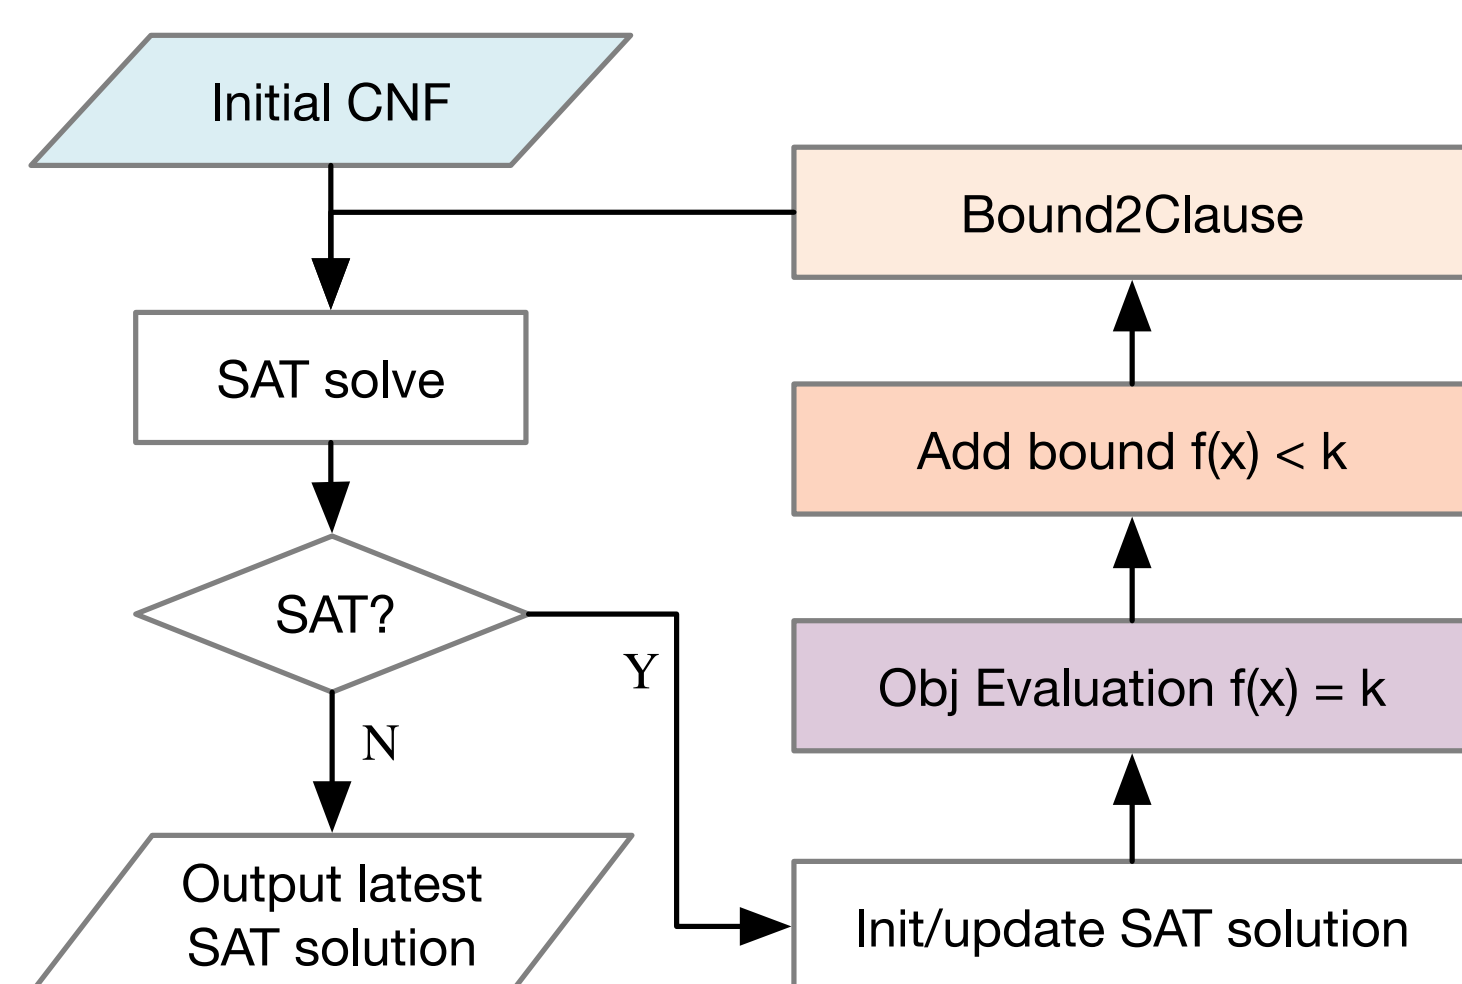 Initial CNF
Bound2Clause
SAT solve
Add bound f(x) < k
SAT?
Y
Obj Evaluation f(x) = k
N
Output latest
SAT solution
Init/update SAT solution